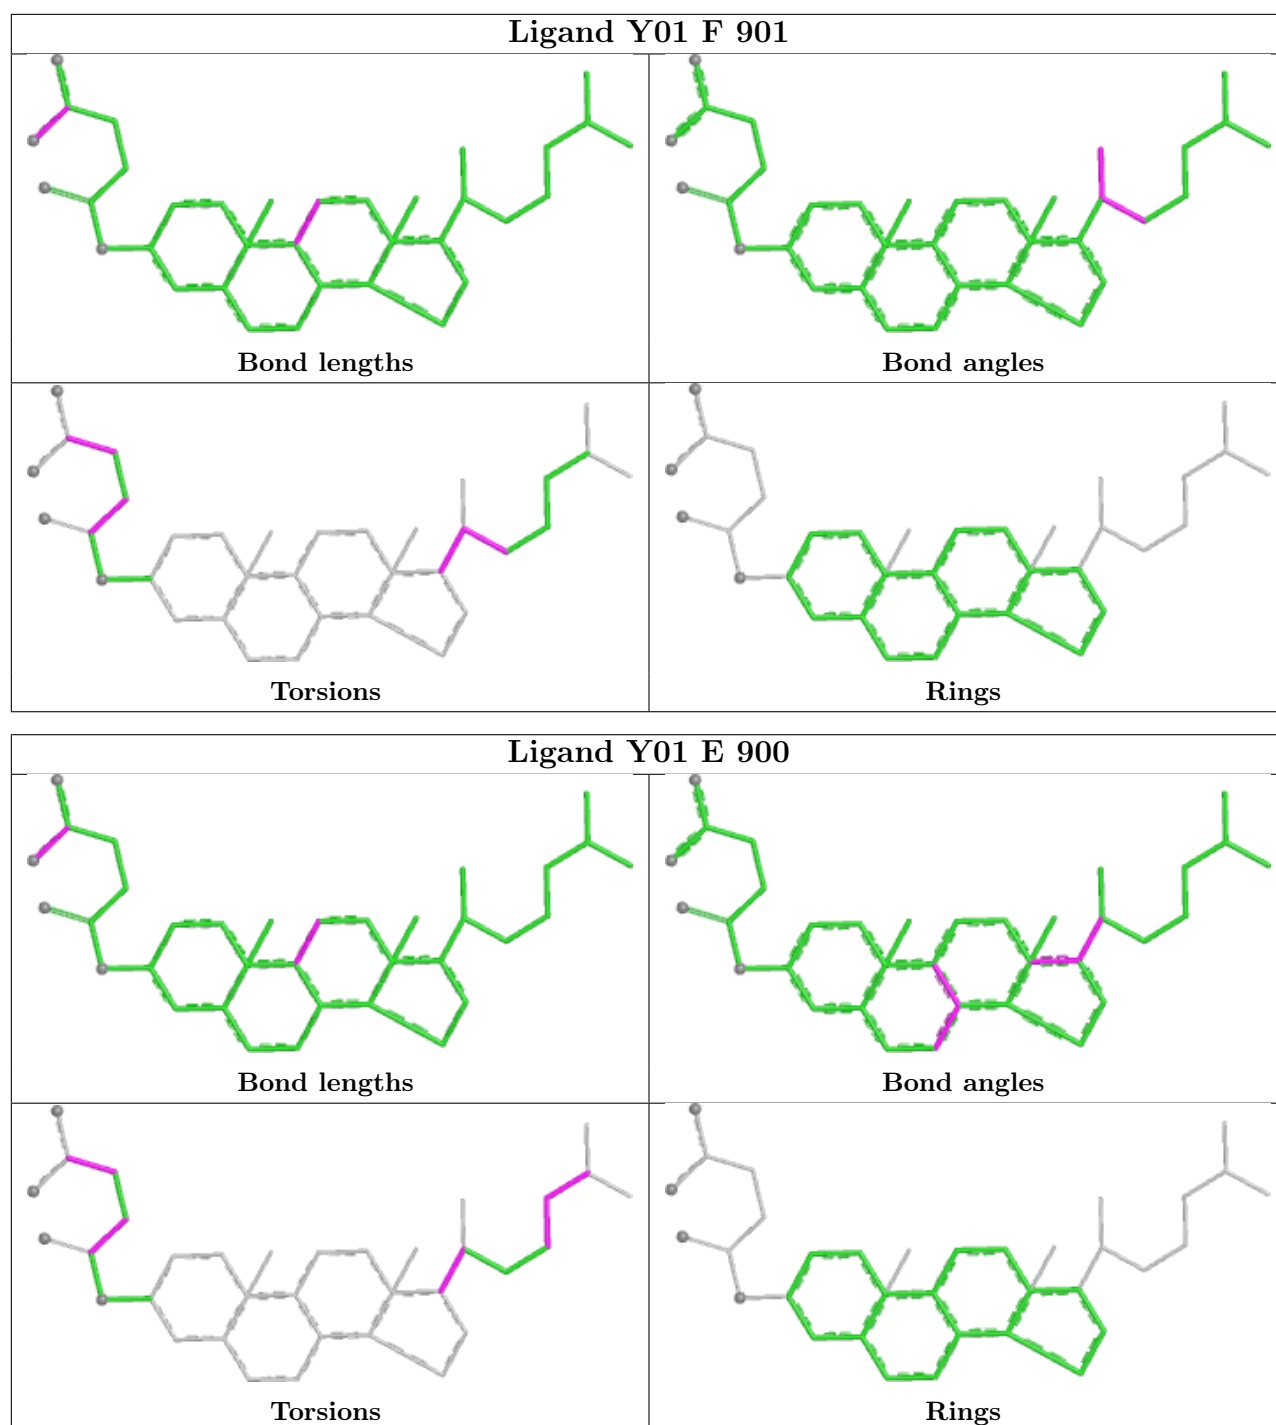 Ligand Y01 F 901
Bond lengths
Bond angles
Torsions
Rings
Ligand Y01 E 900
Bond lengths
Bond angles
Torsions
Rings